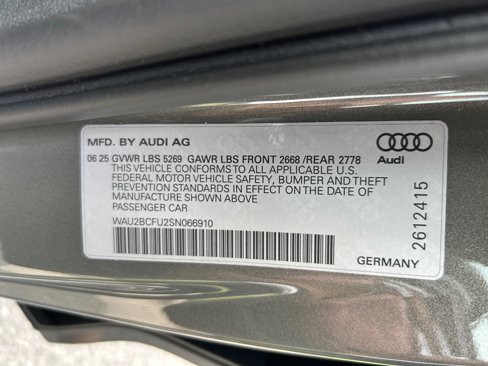 MFD. BY AUDI AG
06 25 GVWR LBS 5269 GAWR LBS FRONT 2668 /REAR 2778
THIS VEHICLE CONFORMS TO ALL APPLICABLE U.S.
FEDERAL MOTOR VEHICLE SAFETY, BUMPER AND THEFT
PREVENTION STANDARDS IN EFFECT ON THE DATE OF
MANUFACTURE SHOWN ABOVE
PASSENGER CAR
WAU2BCFU2SN066910
Audi
2612415
GERMANY